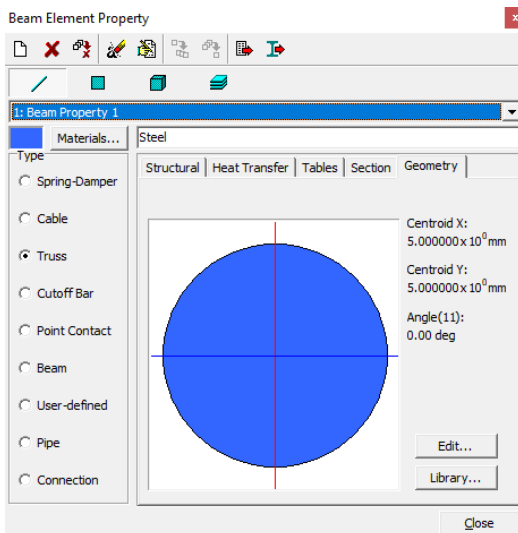 Beam Element Property
x
1: Beam Property 1
Materials...
Steel
Type
Spring-Damper
Cable
Truss
Cutoff Bar
Point Contact
Beam
User-defined
Pipe
Connection
Structural Heat Transfer Tables Section Geometry
Centroid X:
5.000000x10⁰mm
Centroid Y:
5.000000x10⁰mm
Angle(11):
0.00 deg
Edit...
Library...
Close